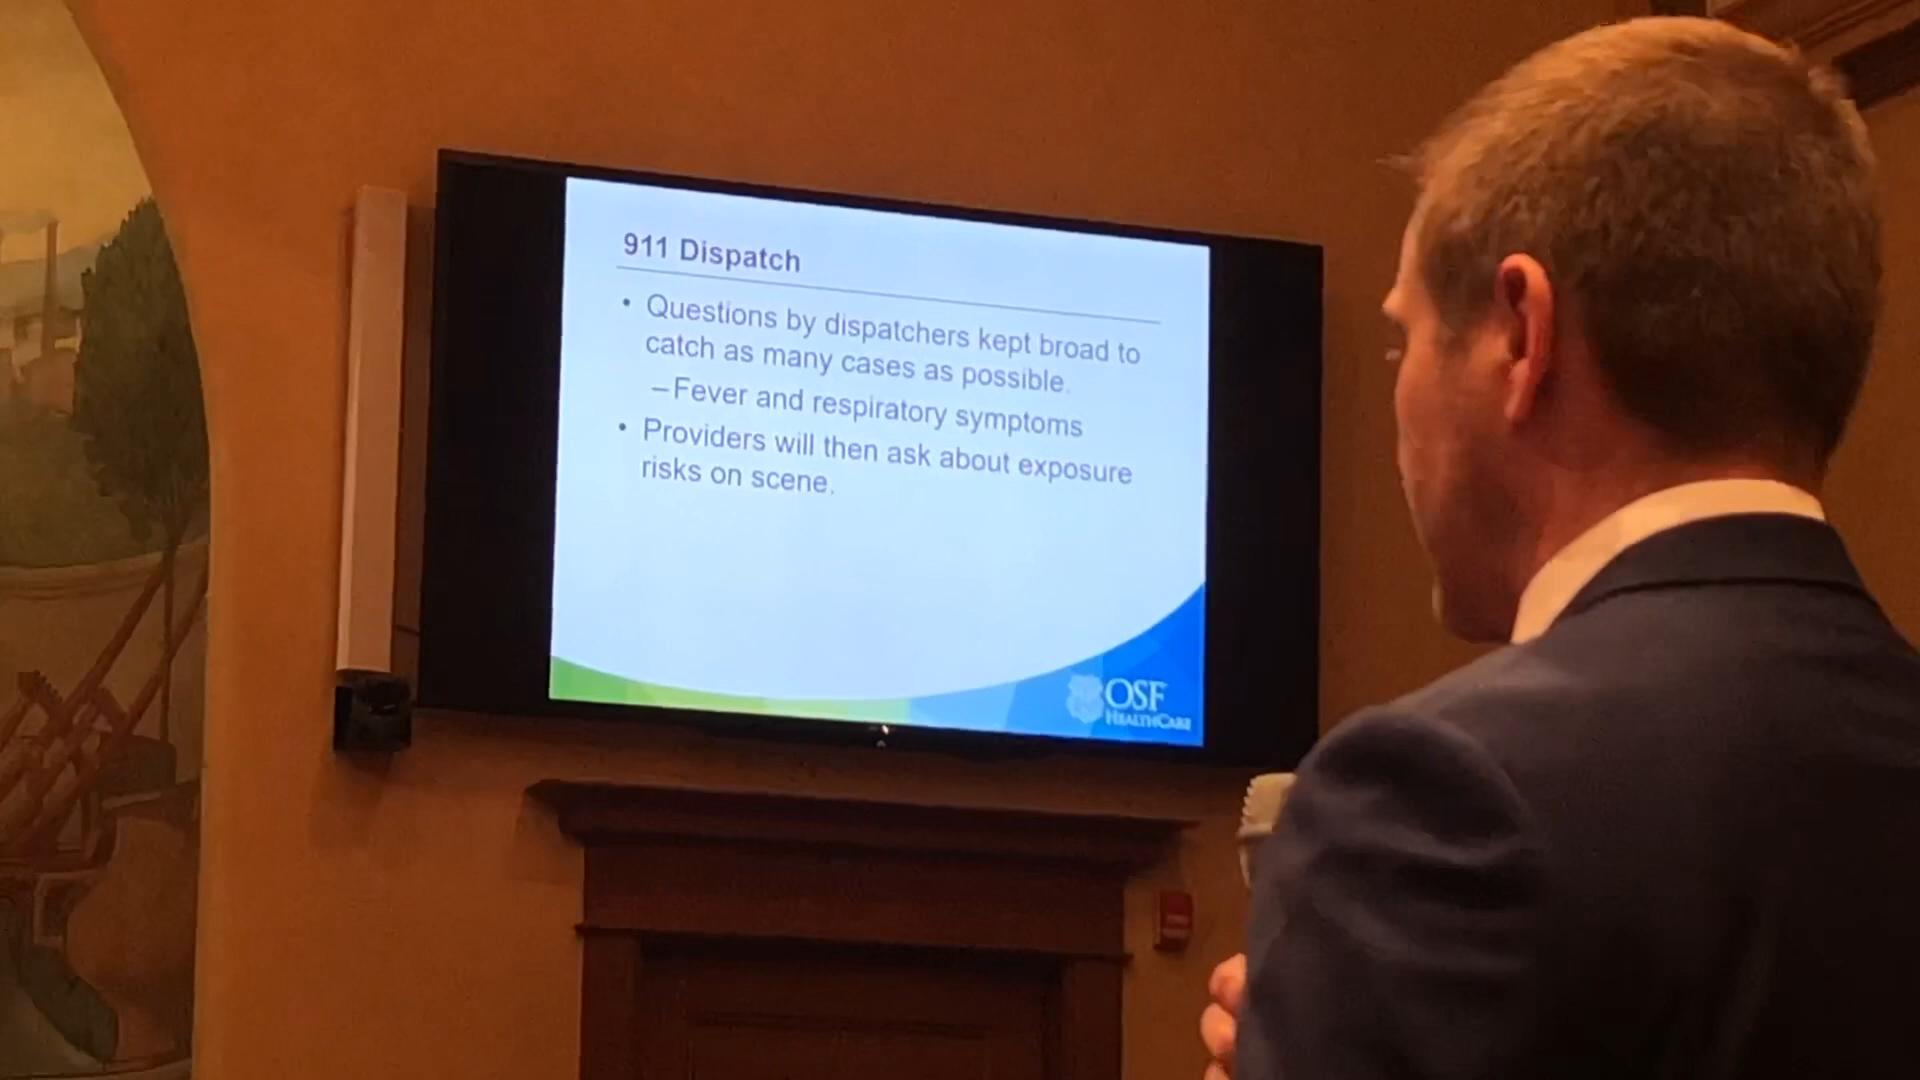 911 Dispatch
• Questions by dispatchers kept broad to
catch as many cases as possible.
–Fever and respiratory symptoms
• Providers will then ask about exposure
risks on scene.
OSF
HEALTHCARE